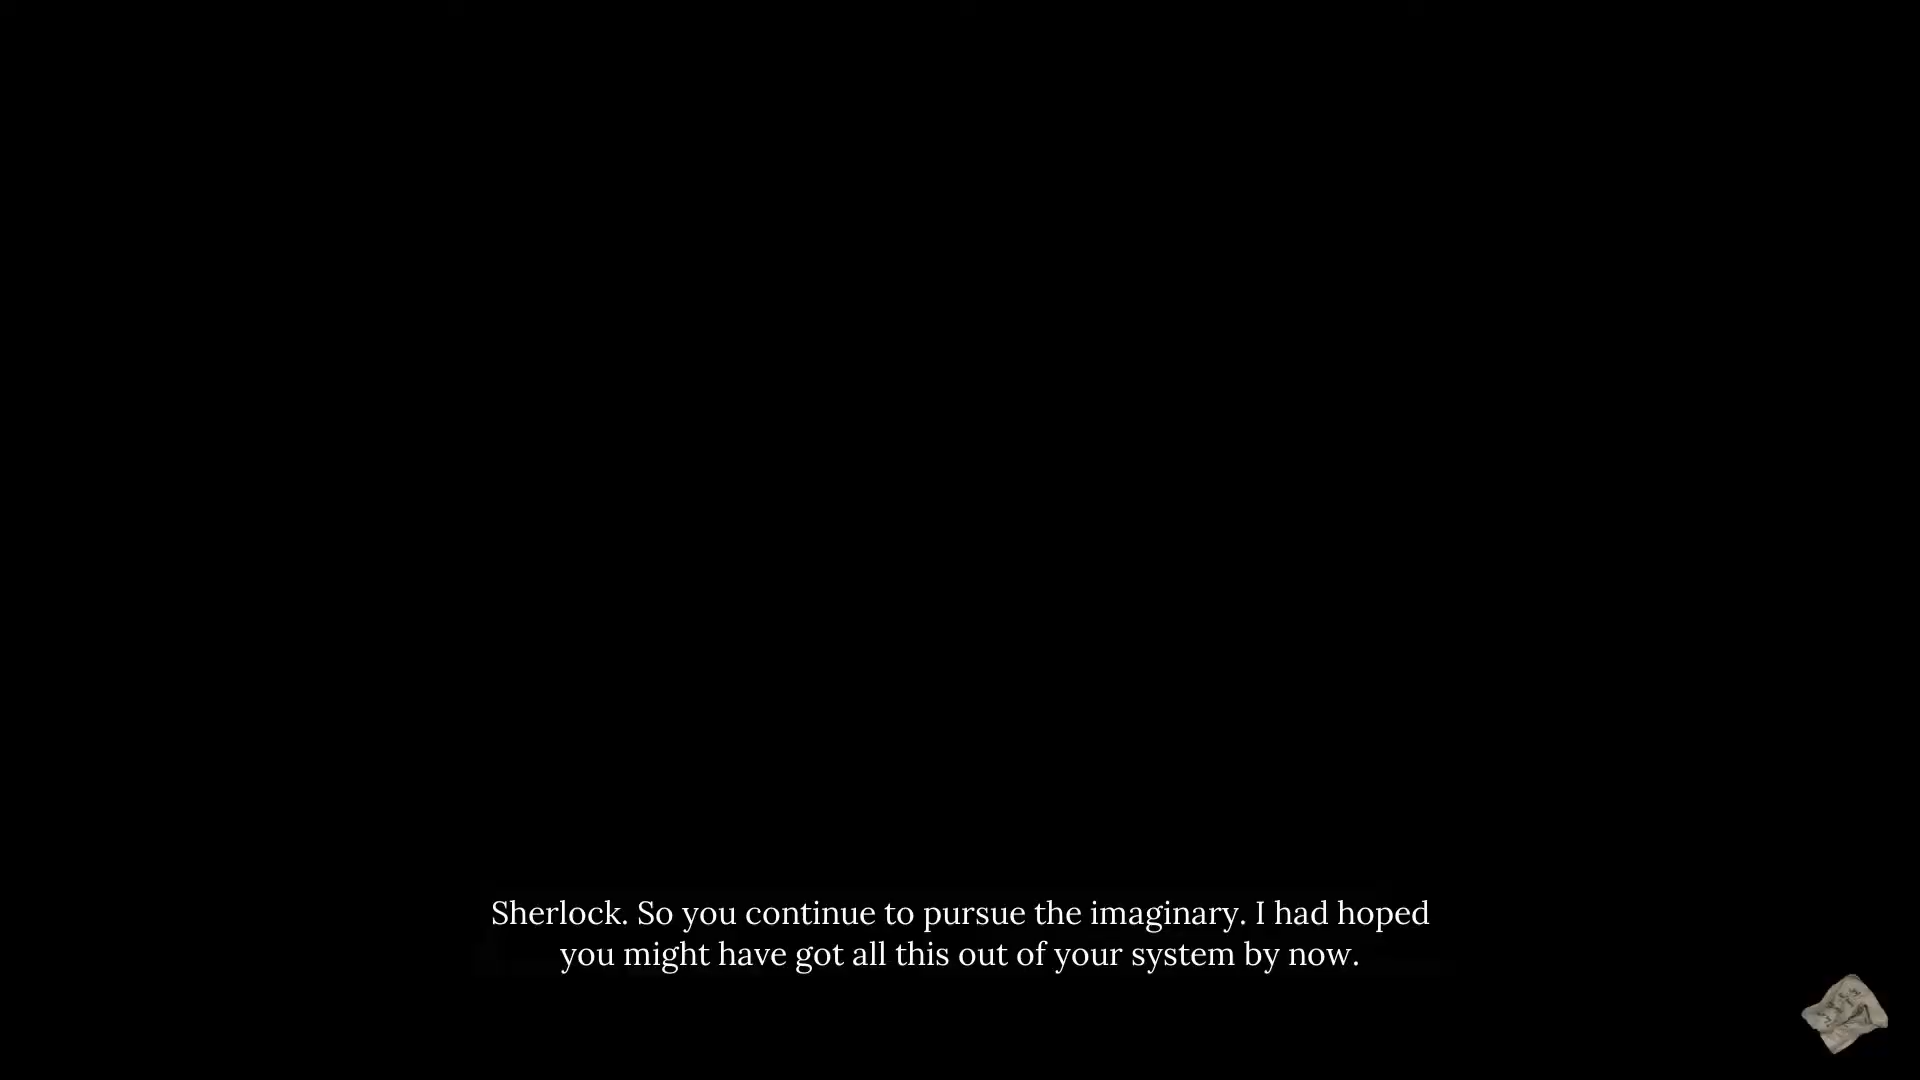 Sherlock. So you continue to pursue the imaginary. I had hoped
you might have got all this out of your system by now.